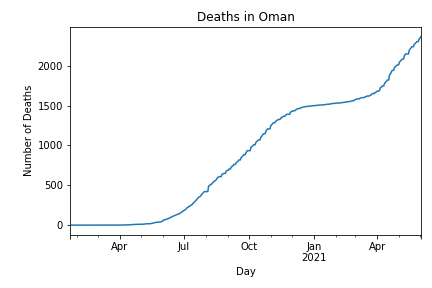 Deaths in Oman
Number of Deaths
2000
1500
1000
500
0
Apr
Jul
Oct
Jan
2021
Apr
Day